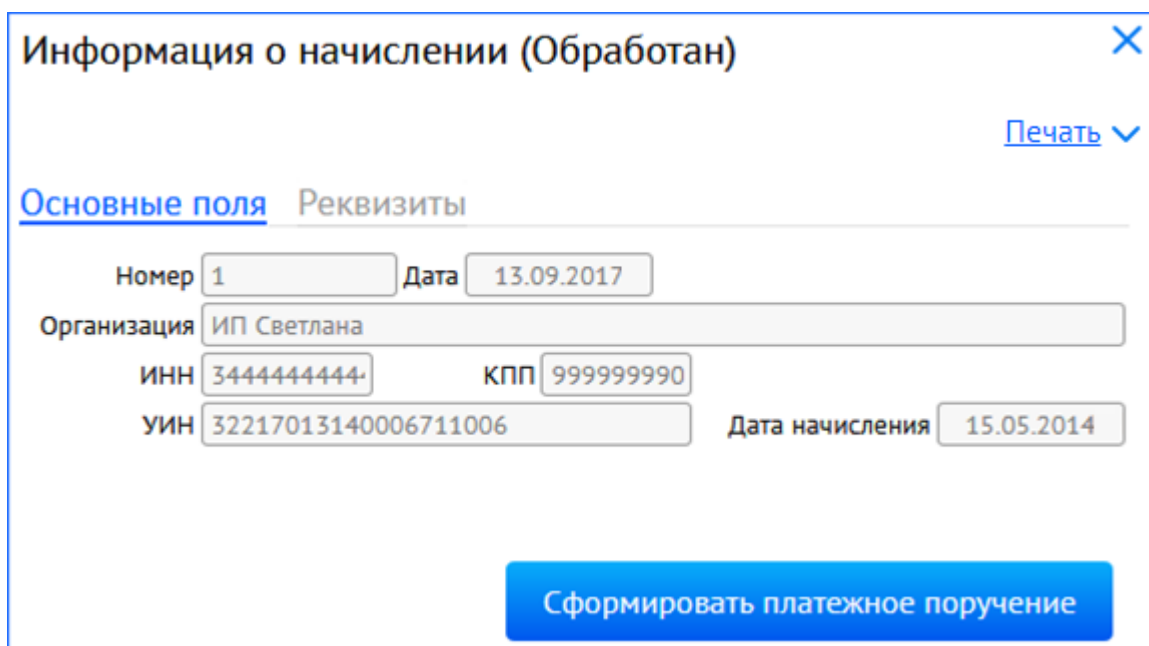 Информация о начислении (Обработан)
Печать
Основные поля Реквизиты
Номер 1 Дата 13.09.2017
Организация ИП Светлана
ИНН 3444444444 КПП 999999990
УИН 32217013140006711006 Дата начисления 15.05.2014
Сформировать платежное поручение